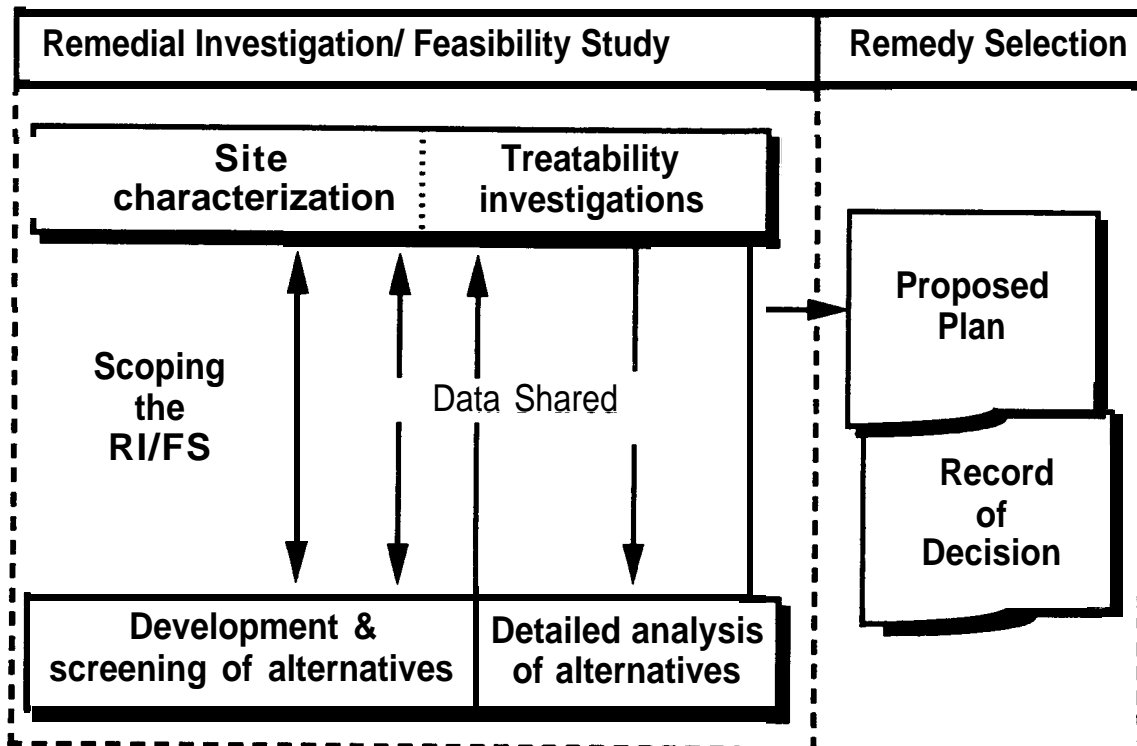 Remedial Investigation/ Feasibility Study
Remedy Selection
Site
characterization
Treatability
investigations
Scoping
the
RI/FS
Data Shared
Development &
screening of alternatives
Detailed analysis
of alternatives
Proposed
Plan
Record
of
Decision